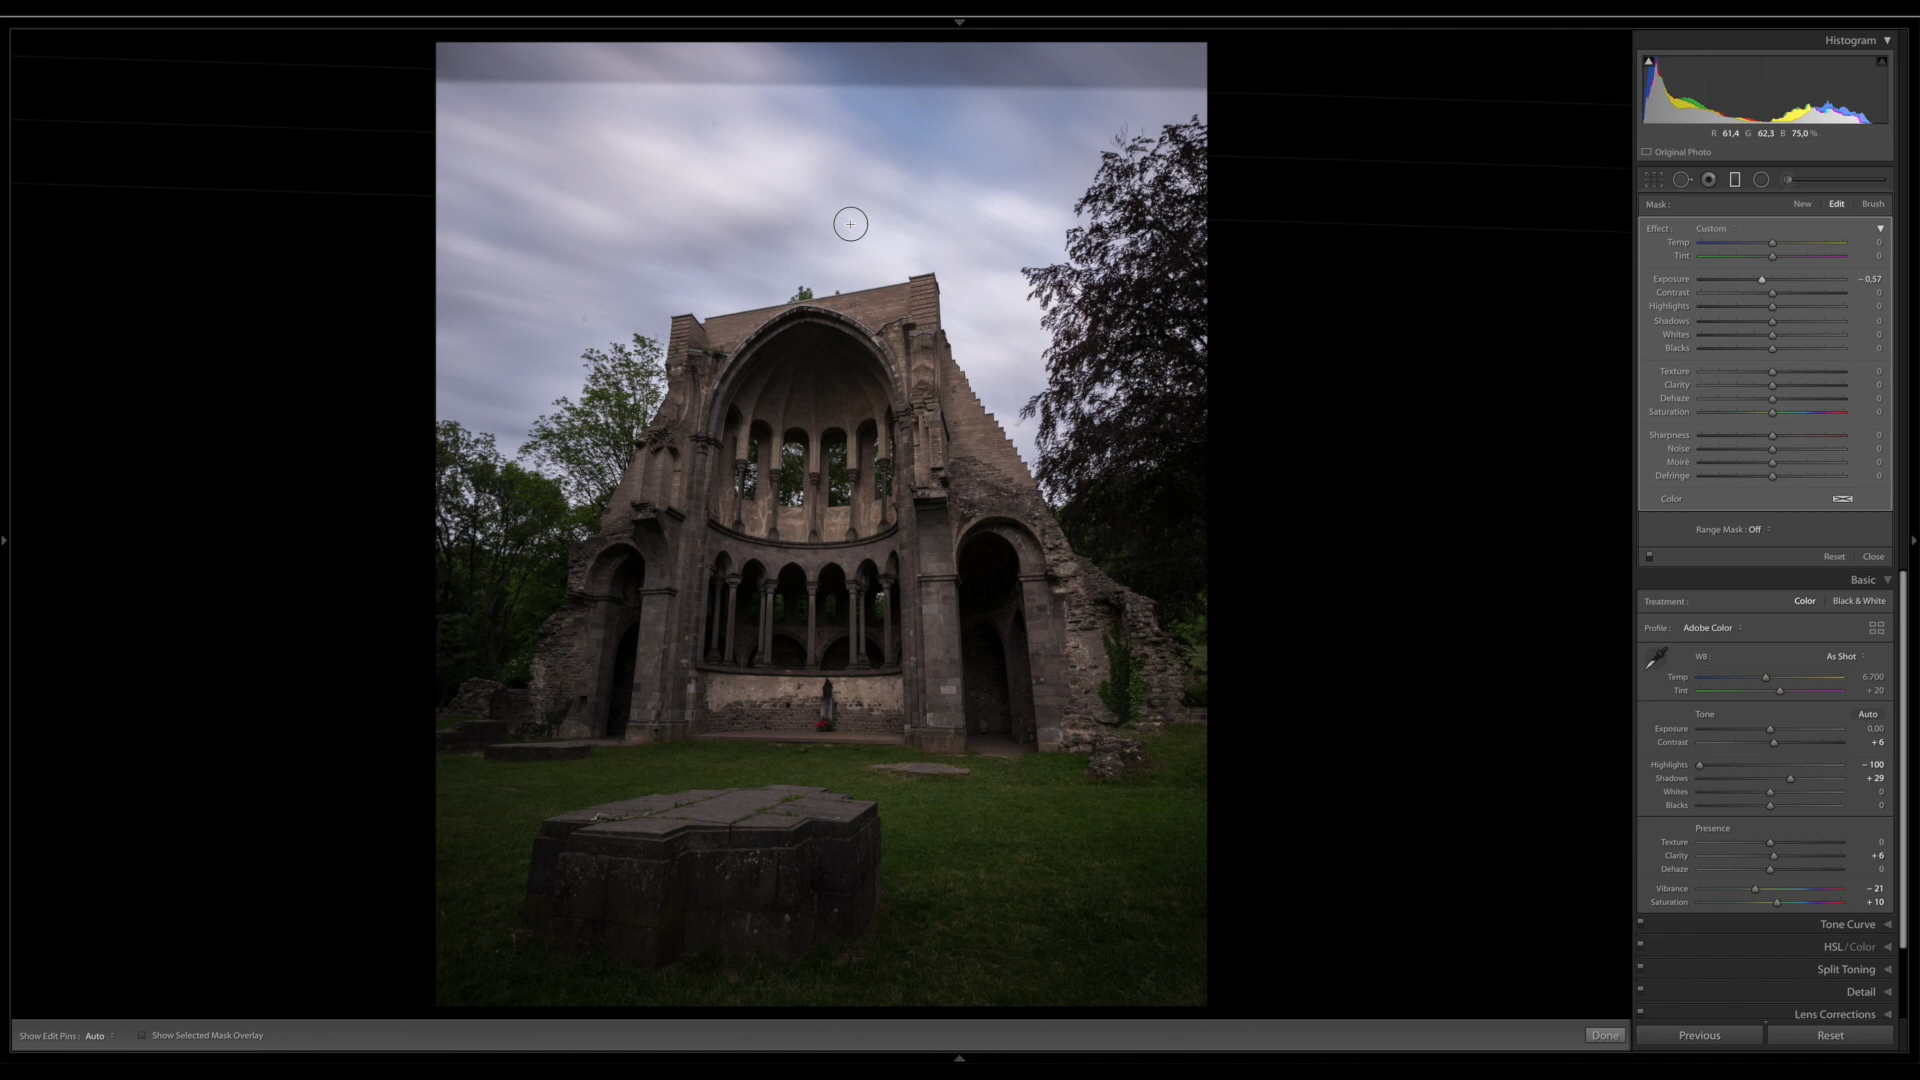 Histogram
R 61,4 G 62,3 B 75,0 %
Original Photo
Mask : New Edit Brush
Effect : Custom
Temp 0
Tint 0
Exposure – 0,57
Contrast 0
Highlights 0
Shadows 0
Whites 0
Blacks 0
Texture 0
Clarity 0
Dehaze 0
Saturation 0
Sharpness 0
Noise 0
Moiré 0
Defringe 0
Color
Range Mask : Off
Reset Close
Basic
Treatment : Color Black & White
Profile : Adobe Color
WB : As Shot
Temp 6.700
Tint + 20
Tone Auto
Exposure 0,00
Contrast + 6
Highlights – 100
Shadows + 29
Whites 0
Blacks 0
Presence
Texture 0
Clarity + 6
Dehaze 0
Vibrance – 21
Saturation + 10
Tone Curve
HSL / Color
Split Toning
Detail
Lens Corrections
Show Edit Pins : Auto Show Selected Mask Overlay Done
Previous Reset